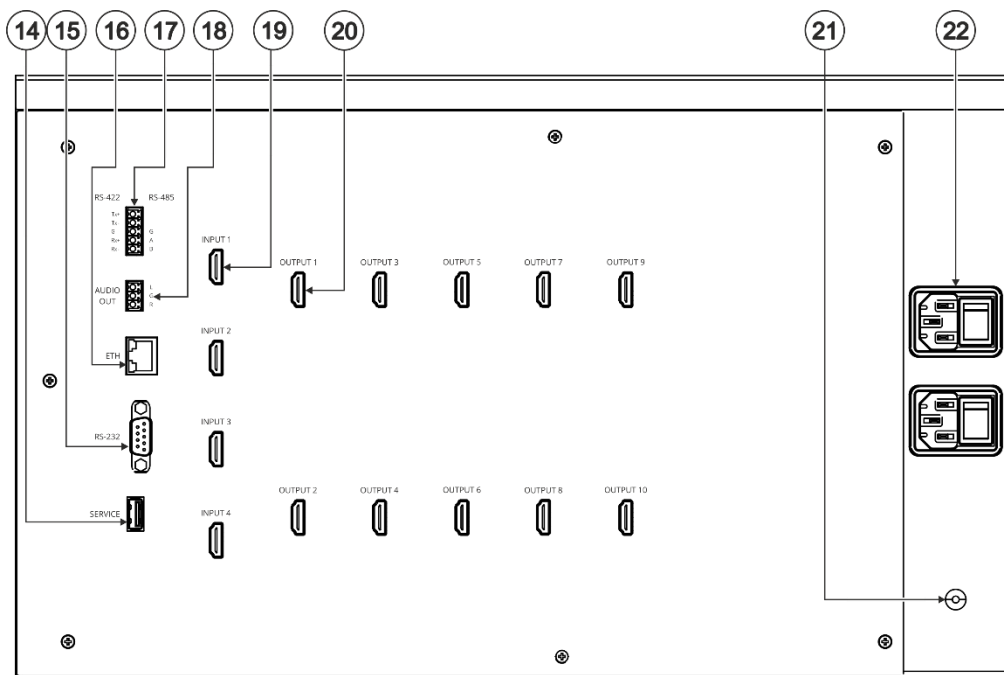 14 15 16 17 18 19 20 21 22
RS-422 RS-485
Tx+
Tx-
G G
Rx+ A
Rx-
INPUT 1
OUTPUT 1 OUTPUT 3 OUTPUT 5 OUTPUT 7 OUTPUT 9
AUDIO OUT
L
G
R
INPUT 2
ETH
INPUT 3
RS-232
OUTPUT 2 OUTPUT 4 OUTPUT 6 OUTPUT 8 OUTPUT 10
SERVICE
INPUT 4